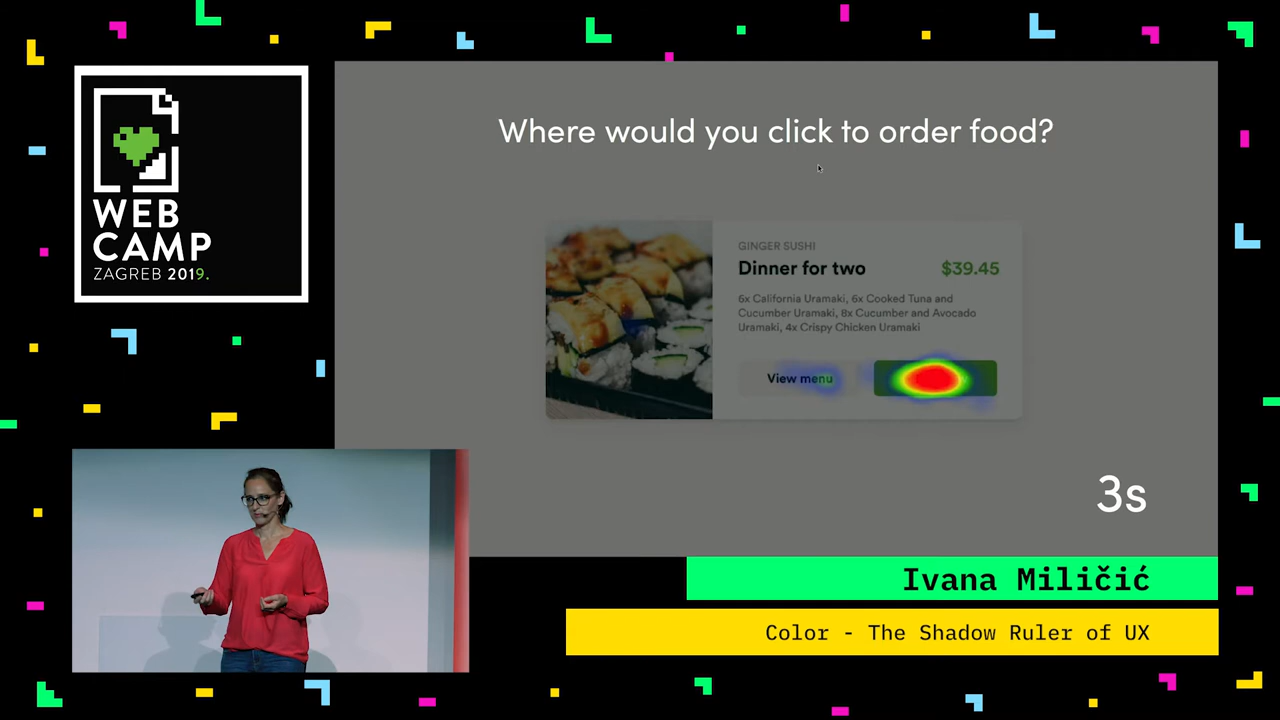 WEB
CAMP
ZAGREB 2019.
Where would you click to order food?
GINGER SUSHI
Dinner for two
$39.45
6x California Uramaki, 6x Cooked Tuna and
Cucumber Uramaki, 8x Cucumber and Avocado
Uramaki, 4x Crispy Chicken Uramaki
View menu
3s
Ivana Miličić
Color - The Shadow Ruler of UX